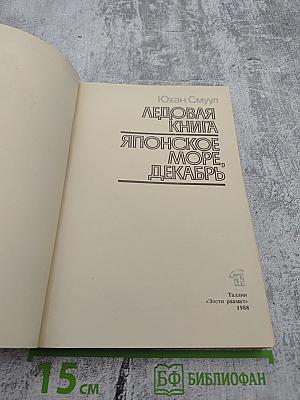 Юхан Смуул
ЛЕДОВАЯ
КНИГА
ЯПОНСКОЕ
МОРЕ,
ДЕКАБРЬ
Таллин
«Ээсти раамат»
1988
15 см
БФ БИБЛИОФАН